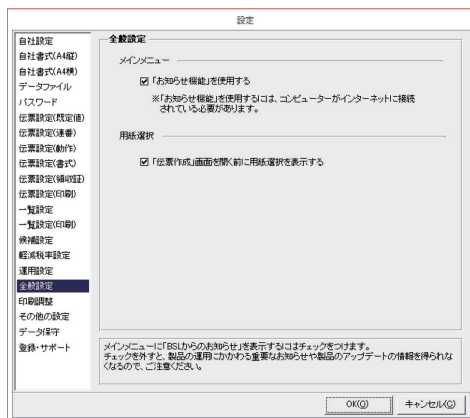 設定
自社設定
自社書式(A4縦)
自社書式(A4横)
データファイル
パスワード
伝票設定(既定値)
伝票設定(連番)
伝票設定(動作)
伝票設定(書式)
伝票設定(領収証)
伝票設定(印刷)
一覧設定
一覧設定(印刷)
候補設定
軽減税率設定
運用設定
全般設定
印刷調整
その他の設定
データ保守
登録・サポート
全般設定
メインメニュー
「お知らせ機能」を使用する
※「お知らせ機能」を使用するには、コンピューターがインターネットに接続
されている必要があります。
用紙選択
「伝票作成」画面を開く前に用紙選択を表示する
メインメニューに「BSLからのお知らせ」を表示するにはチェックをつけます。
チェックを外すと、製品の運用にかかわる重要なお知らせや製品のアップデートの情報を得られな
くなるので、ご注意ください。
OK(O)
キャンセル(C)